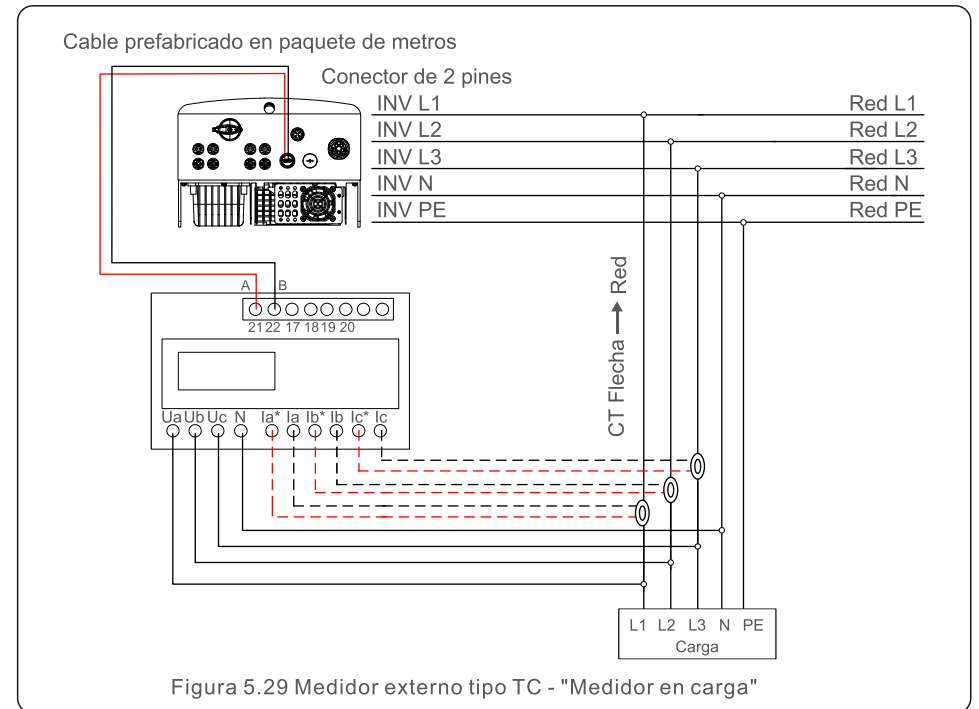 Cable prefabricado en paquete de metros
Conector de 2 pines
INV L1
Red L1
INV L2
Red L2
INV L3
Red L3
INV N
Red N
INV PE
Red PE
CT Flecha → Red
A
B
21 22 17 18 19 20
Ua Ub Uc N Ia* Ia Ib* Ib Ic* Ic
L1 L2 L3 N PE
Carga
Figura 5.29 Medidor externo tipo TC - "Medidor en carga"